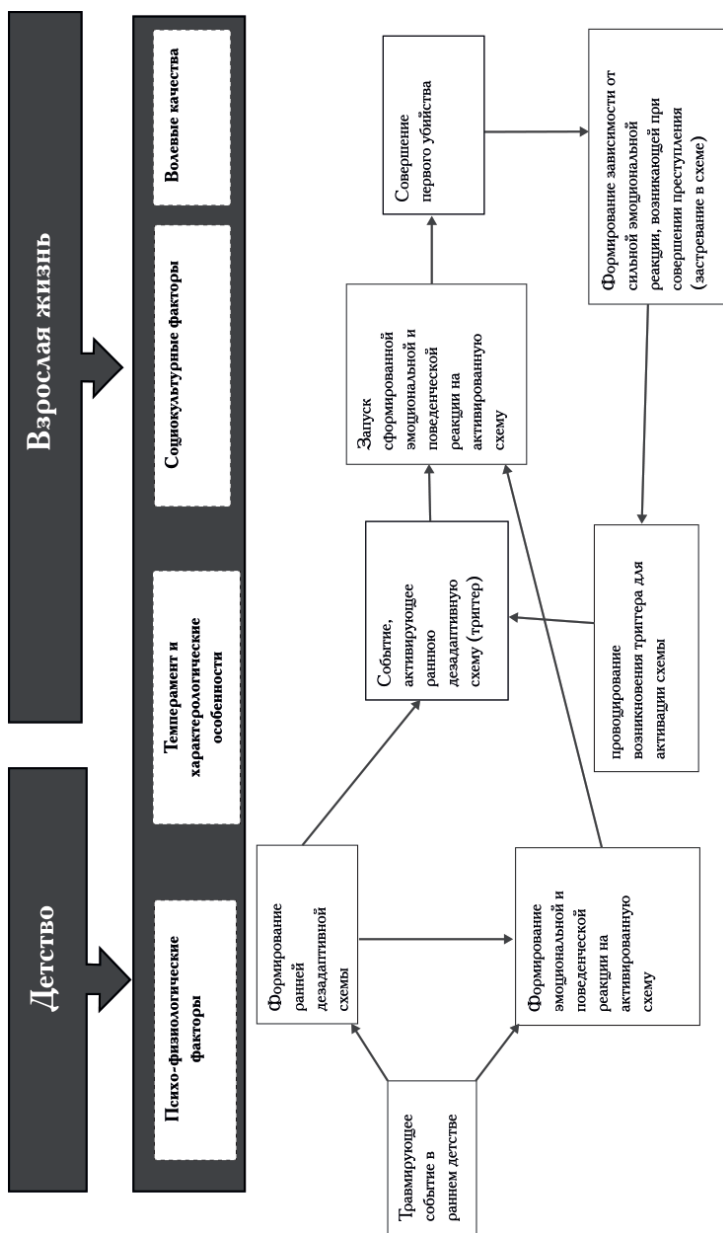 Детство
Взрослая жизнь
Психо-физиологические
факторы
Темперамент и
характерологические
особенности
Социокультурные факторы
Волевые качества
Травмирующее
событие в
раннем детстве
Формирование
ранней
дезадаптивной
схемы
Формирование
эмоциональной и
поведенческой
реакции на
активированную
схему
Событие,
активирующее
раннюю
дезадаптивную
схему (триггер)
Запуск
сформированной
эмоциональной и
поведенческой
реакции на
активированную
схему
Совершение
первого убийства
Формирование зависимости от
сильной эмоциональной
реакции, возникающей при
совершении преступления
(застревание в схеме)
провоцирование
возникновения триггера для
активации схемы